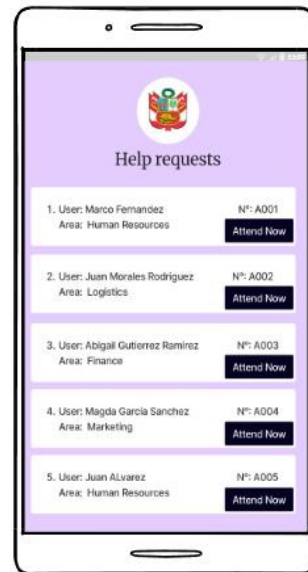 Help requests
1. User: Marco Fernandez
N°: A001
Area: Human Resources
Attend Now
2. User: Juan Morales Rodriguez
N°: A002
Area: Logistics
Attend Now
3. User: Abigail Gutierrez Ramirez
N°: A003
Area: Finance
Attend Now
4. User: Magda Garcia Sanchez
N°: A004
Area: Marketing
Attend Now
5. User: Juan ALvarez
N°: A005
Area: Human Resources
Attend Now